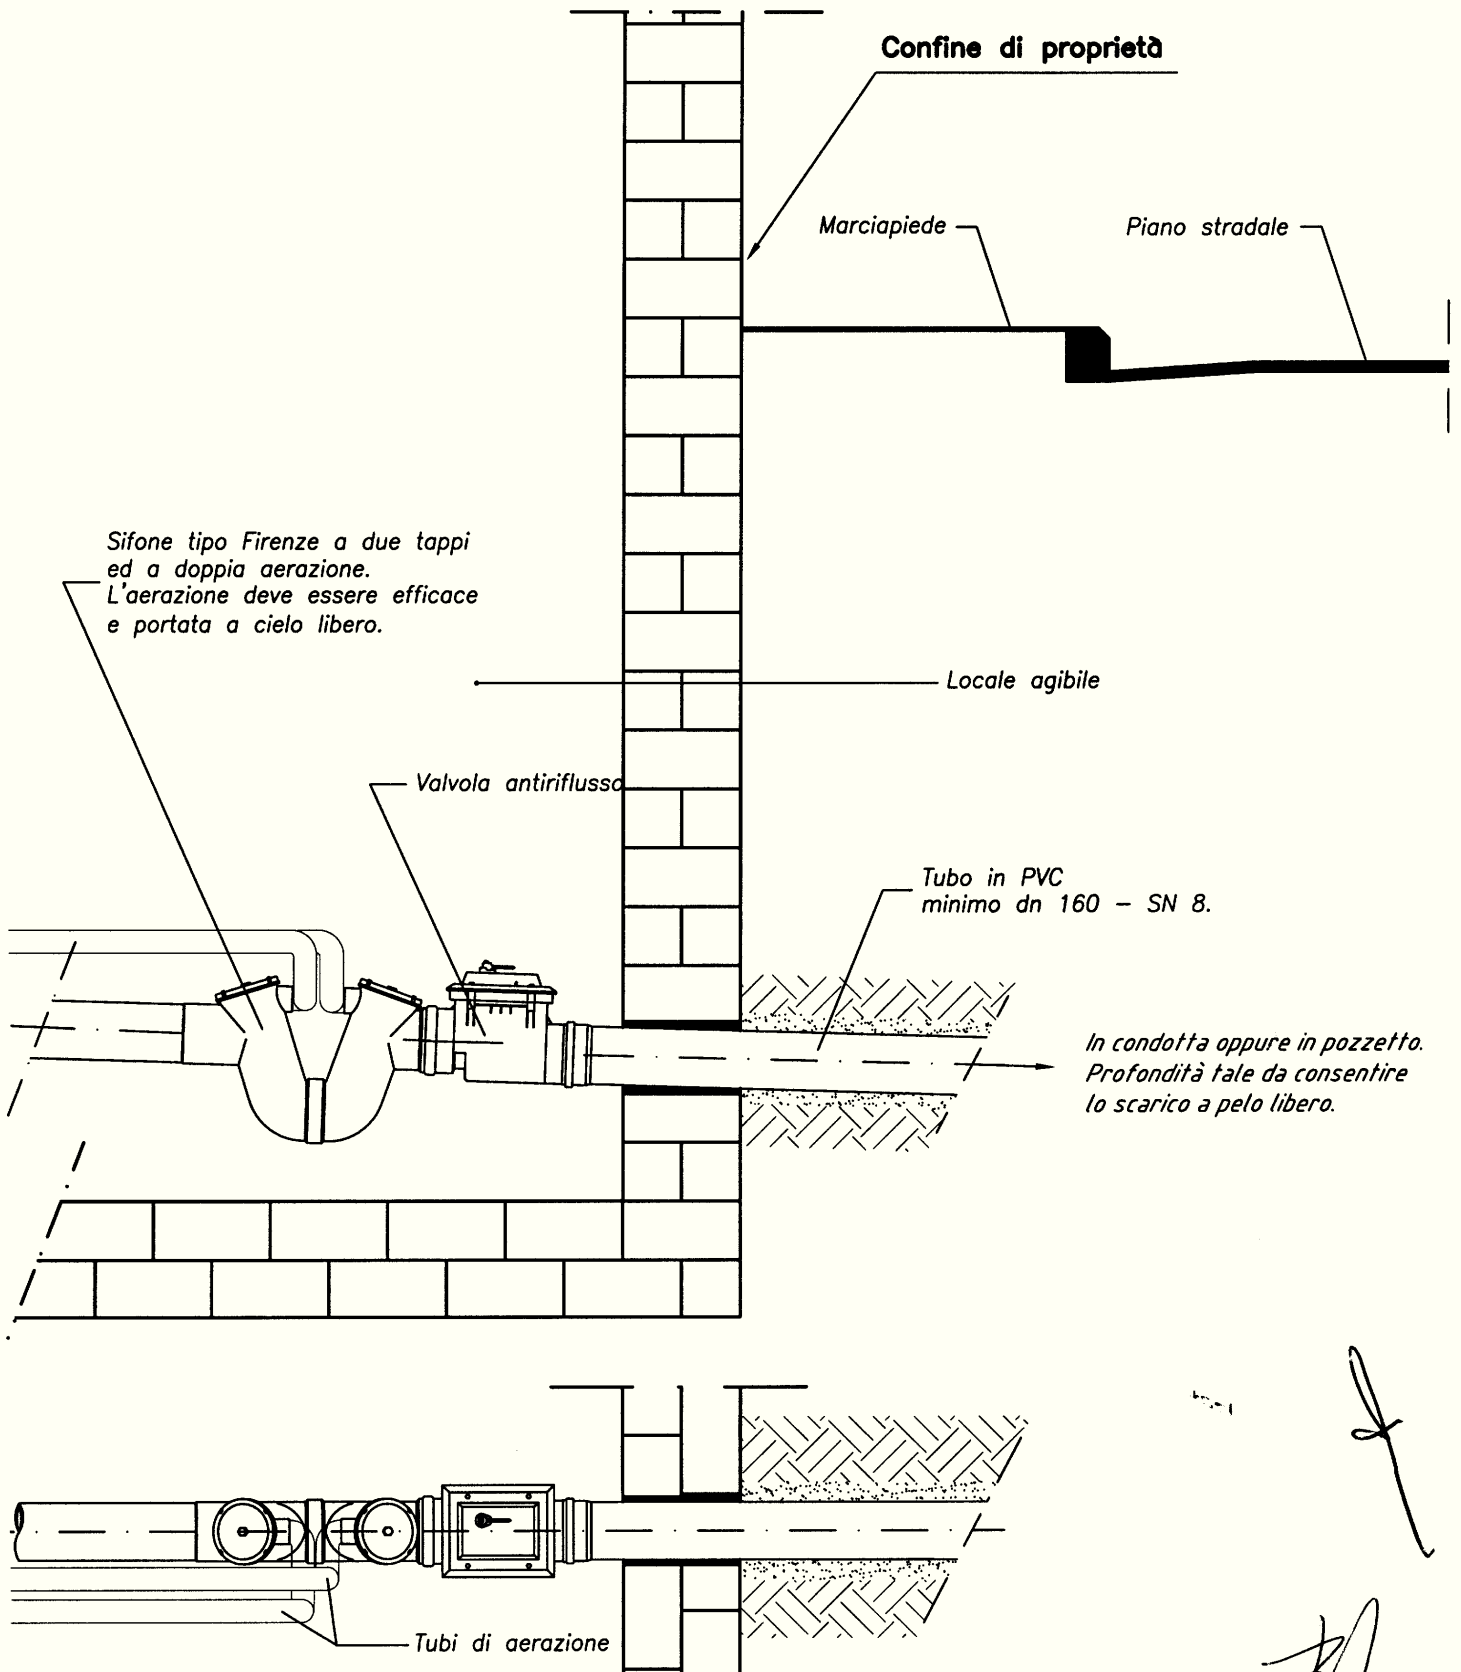 Confine di proprietà
Marciapiede
Piano stradale
Sifone tipo Firenze a due tappi
ed a doppia aerazione.
L'aerazione deve essere efficace
e portata a cielo libero.
Locale agibile
Valvola antiriflusso
Tubo in PVC
minimo dn 160 – SN 8.
In condotta oppure in pozzetto.
Profondità tale da consentire
lo scarico a pelo libero.
Tubi di aerazione